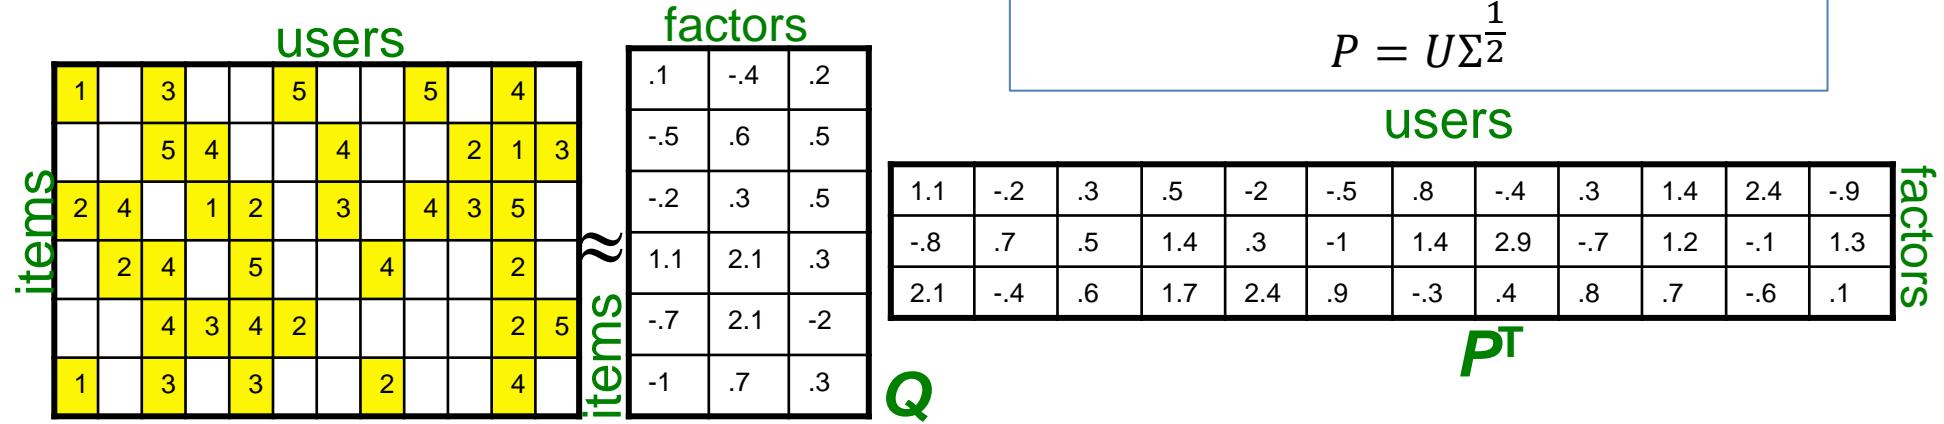 users
1 3 5 5 4
5 4 4 2 1 3
2 4 1 2 3 4 3 5
2 4 5 4 2
4 3 4 2 2 5
1 3 3 2 4
items
≈
factors
.1 -.4 .2
-.5 .6 .5
-.2 .3 .5
1.1 2.1 .3
-.7 2.1 -2
-1 .7 .3
items
Q
P = UΣ^{1/2}
users
1.1 -.2 .3 .5 -2 -.5 .8 -.4 .3 1.4 2.4 -.9
-.8 .7 .5 1.4 .3 -1 1.4 2.9 -.7 1.2 -.1 1.3
2.1 -.4 .6 1.7 2.4 .9 -.3 .4 .8 .7 -.6 .1
factors
P^T